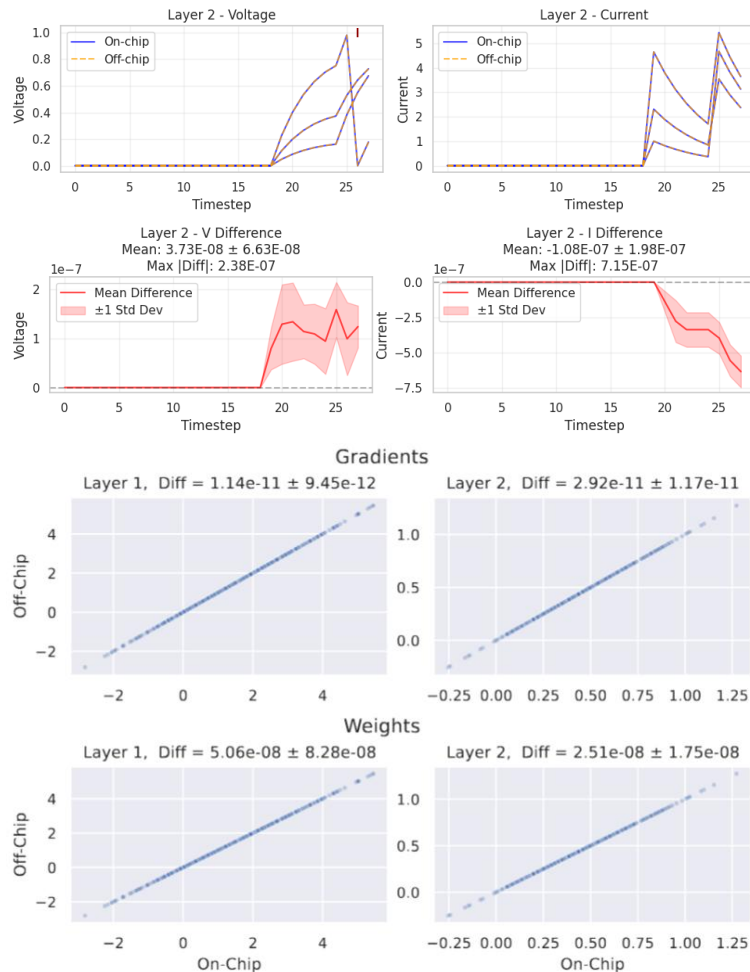 Layer 2 - Voltage
1.0
0.8
0.6
0.4
0.2
0.0
Voltage
On-chip
Off-chip
0 5 10 15 20 25
Timestep
Layer 2 - Current
5
4
3
2
1
0
Current
On-chip
Off-chip
0 5 10 15 20 25
Timestep
Layer 2 - V Difference
Mean: 3.73E-08 ± 6.63E-08
Max |Diff|: 2.38E-07
1e-7
2
1
0
Voltage
Mean Difference
±1 Std Dev
0 5 10 15 20 25
Timestep
Layer 2 - I Difference
Mean: -1.08E-07 ± 1.98E-07
Max |Diff|: 7.15E-07
1e-7
0.0
−2.5
−5.0
−7.5
Current
Mean Difference
±1 Std Dev
0 5 10 15 20 25
Timestep
Gradients
Layer 1, Diff = 1.14e-11 ± 9.45e-12
4
2
0
−2
Off-Chip
−2 0 2 4
Layer 2, Diff = 2.92e-11 ± 1.17e-11
1.0
0.5
0.0
−0.25 0.00 0.25 0.50 0.75 1.00 1.25
Weights
Layer 1, Diff = 5.06e-08 ± 8.28e-08
4
2
0
−2
Off-Chip
−2 0 2 4
On-Chip
Layer 2, Diff = 2.51e-08 ± 1.75e-08
1.0
0.5
0.0
−0.25 0.00 0.25 0.50 0.75 1.00 1.25
On-Chip